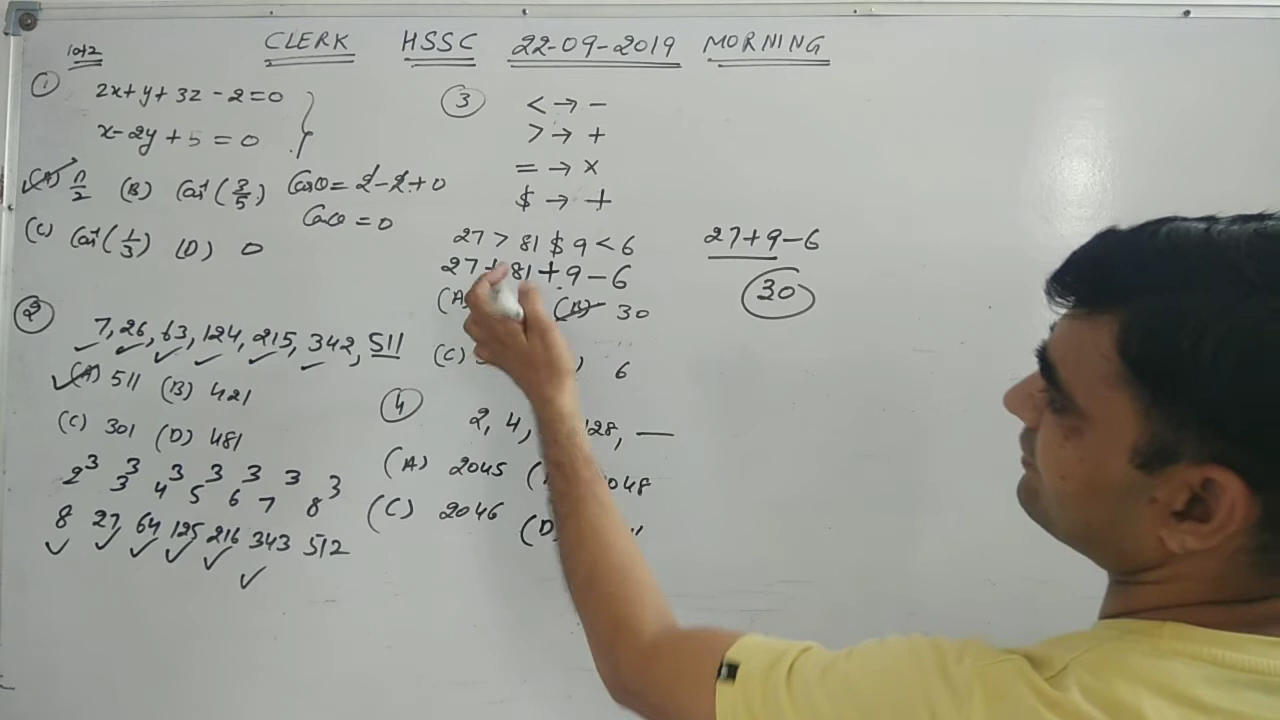 CLERK HSSC 22-09-2019 MORNING
10+2
① 2x+y+3z-2=0
x-2y+5=0
(A) π/2 (B) Cos⁻¹(3/5) Cosθ=2-2+0
Cosθ=0
(C) Cos⁻¹(1/3) (D) 0
② 7, 26, 63, 124, 215, 342, 511
(A) 511 (B) 421
(C) 301 (D) 481
2³ 3³ 4³ 5³ 6³ 7³ 8³
8 27 64 125 216 343 512
③ < → -
> → +
= → ×
$ → ÷
27 > 81 $ 9 < 6
27+81÷9-6
(A) (B) 30
(C) 6
27+9-6
30
④ 2, 4, 128, —
(A) 2045 048
(C) 2046 (D)